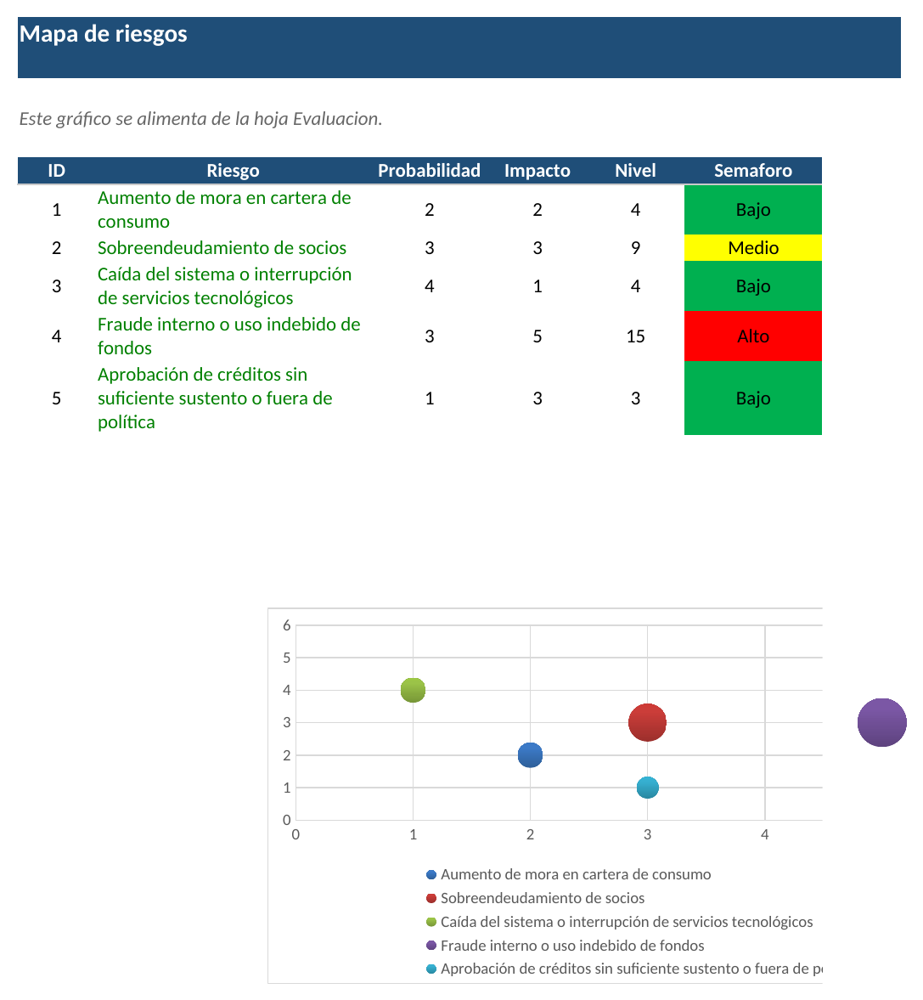 Mapa de riesgos
Este gráfico se alimenta de la hoja Evaluacion.
ID Riesgo Probabilidad Impacto Nivel Semaforo
Aumento de mora en cartera de
1 consumo 2 2 4 Bajo
2 Sobreendeudamiento de socios 3 3 9 Medio
Caída del sistema o interrupción
3 de servicios tecnológicos 4 1 4 Bajo
Fraude interno o uso indebido de
4 fondos 3 5 15 Alto
Aprobación de créditos sin
5 suficiente sustento o fuera de 1 3 3 Bajo
política
6
5
4
3
2
1
0
0 1 2 3 4
Aumento de mora en cartera de consumo
Sobreendeudamiento de socios
Caída del sistema o interrupción de servicios tecnológicos
Fraude interno o uso indebido de fondos
Aprobación de créditos sin suficiente sustento o fuera de